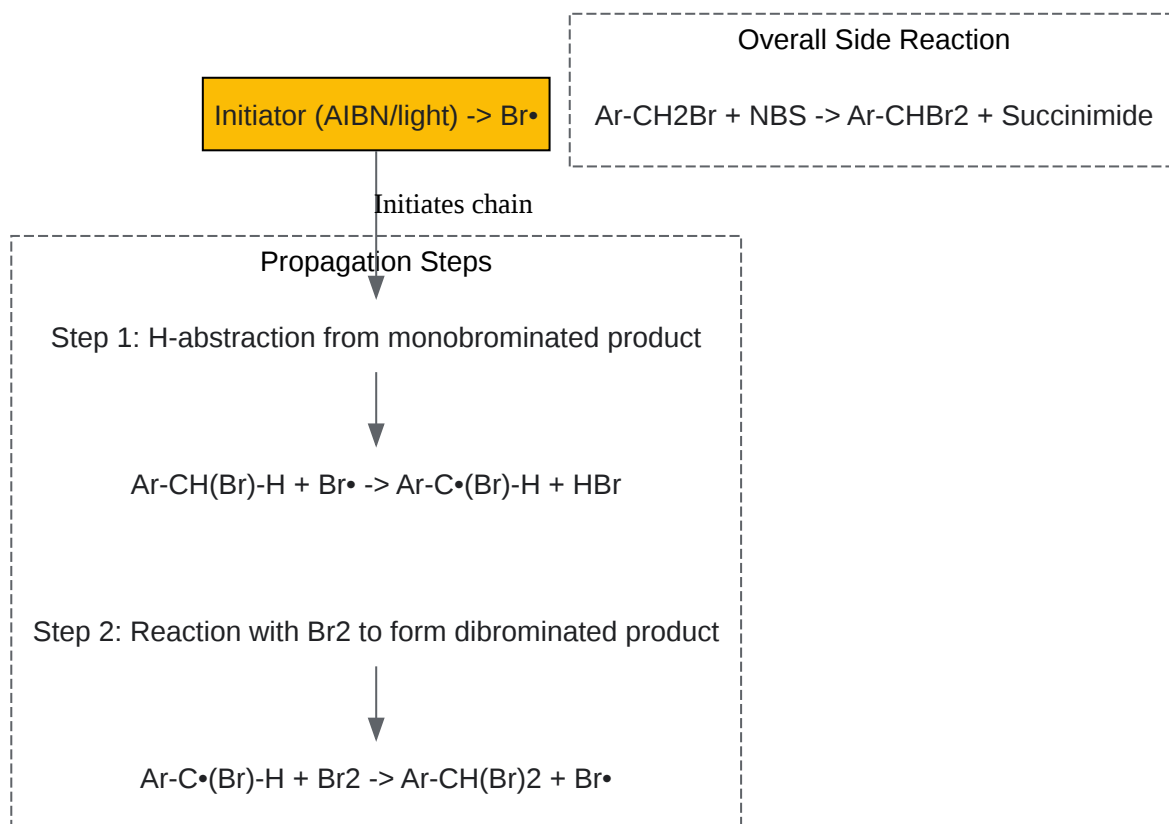 Overall Side Reaction
Initiator (AIBN/light) -> Br•
Ar-CH2Br + NBS -> Ar-CHBr2 + Succinimide
Initiates chain
Propagation Steps
Step 1: H-abstraction from monobrominated product
Ar-CH(Br)-H + Br• -> Ar-C•(Br)-H + HBr
Step 2: Reaction with Br2 to form dibrominated product
Ar-C•(Br)-H + Br2 -> Ar-CH(Br)2 + Br•